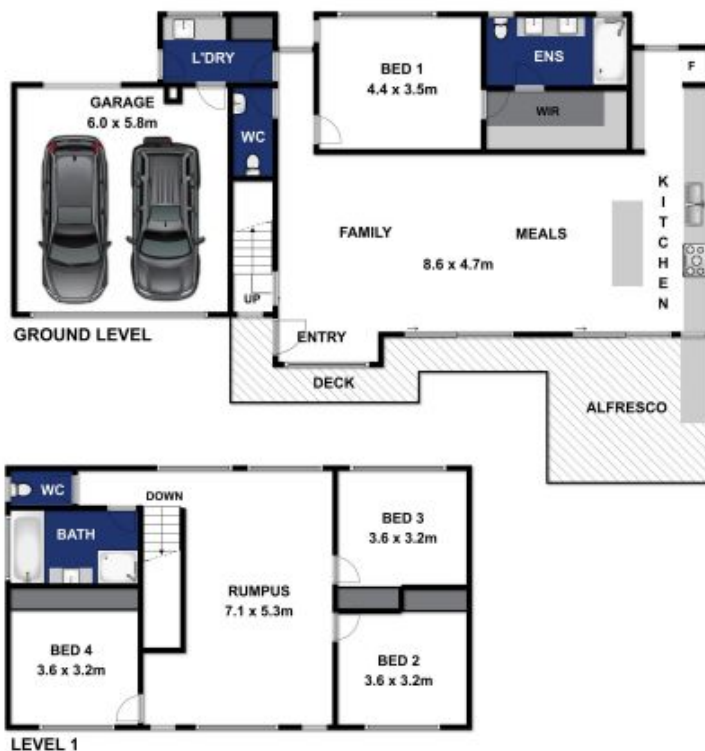 L'DRY
GARAGE
6.0 x 5.8m
BED 1
4.4 x 3.5m
ENS
F
WC
WIR
FAMILY
MEALS
8.6 x 4.7m
KITCHEN
UP
GROUND LEVEL
ENTRY
DECK
ALFRESCO
WC
DOWN
BATH
BED 3
3.6 x 3.2m
RUMPUS
7.1 x 5.3m
BED 4
3.6 x 3.2m
BED 2
3.6 x 3.2m
LEVEL 1